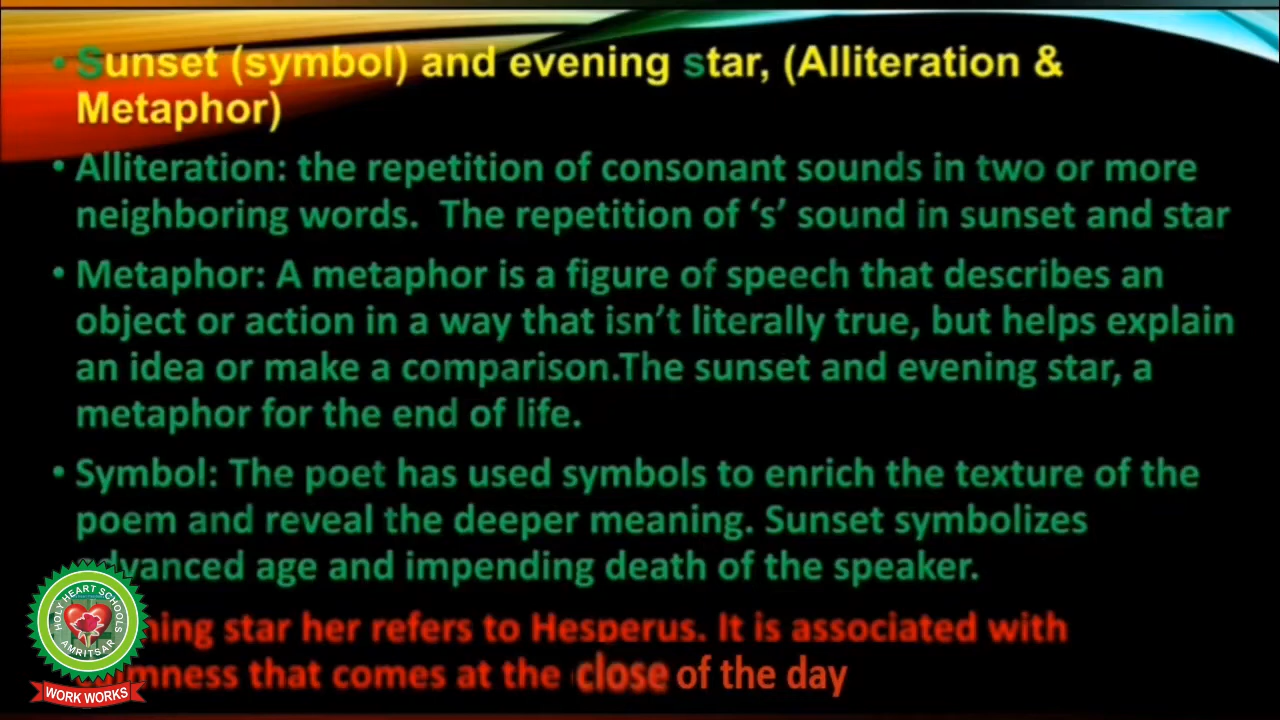 • Sunset (symbol) and evening star, (Alliteration &
Metaphor)
• Alliteration: the repetition of consonant sounds in two or more
neighboring words. The repetition of ‘s’ sound in sunset and star
• Metaphor: A metaphor is a figure of speech that describes an
object or action in a way that isn’t literally true, but helps explain
an idea or make a comparison.The sunset and evening star, a
metaphor for the end of life.
• Symbol: The poet has used symbols to enrich the texture of the
poem and reveal the deeper meaning. Sunset symbolizes
advanced age and impending death of the speaker.
star her refers to Hesperus. It is associated with
that comes at the close of the day
HOLY HEART SCHOOLS
AMRITSAR
WORK WORKS